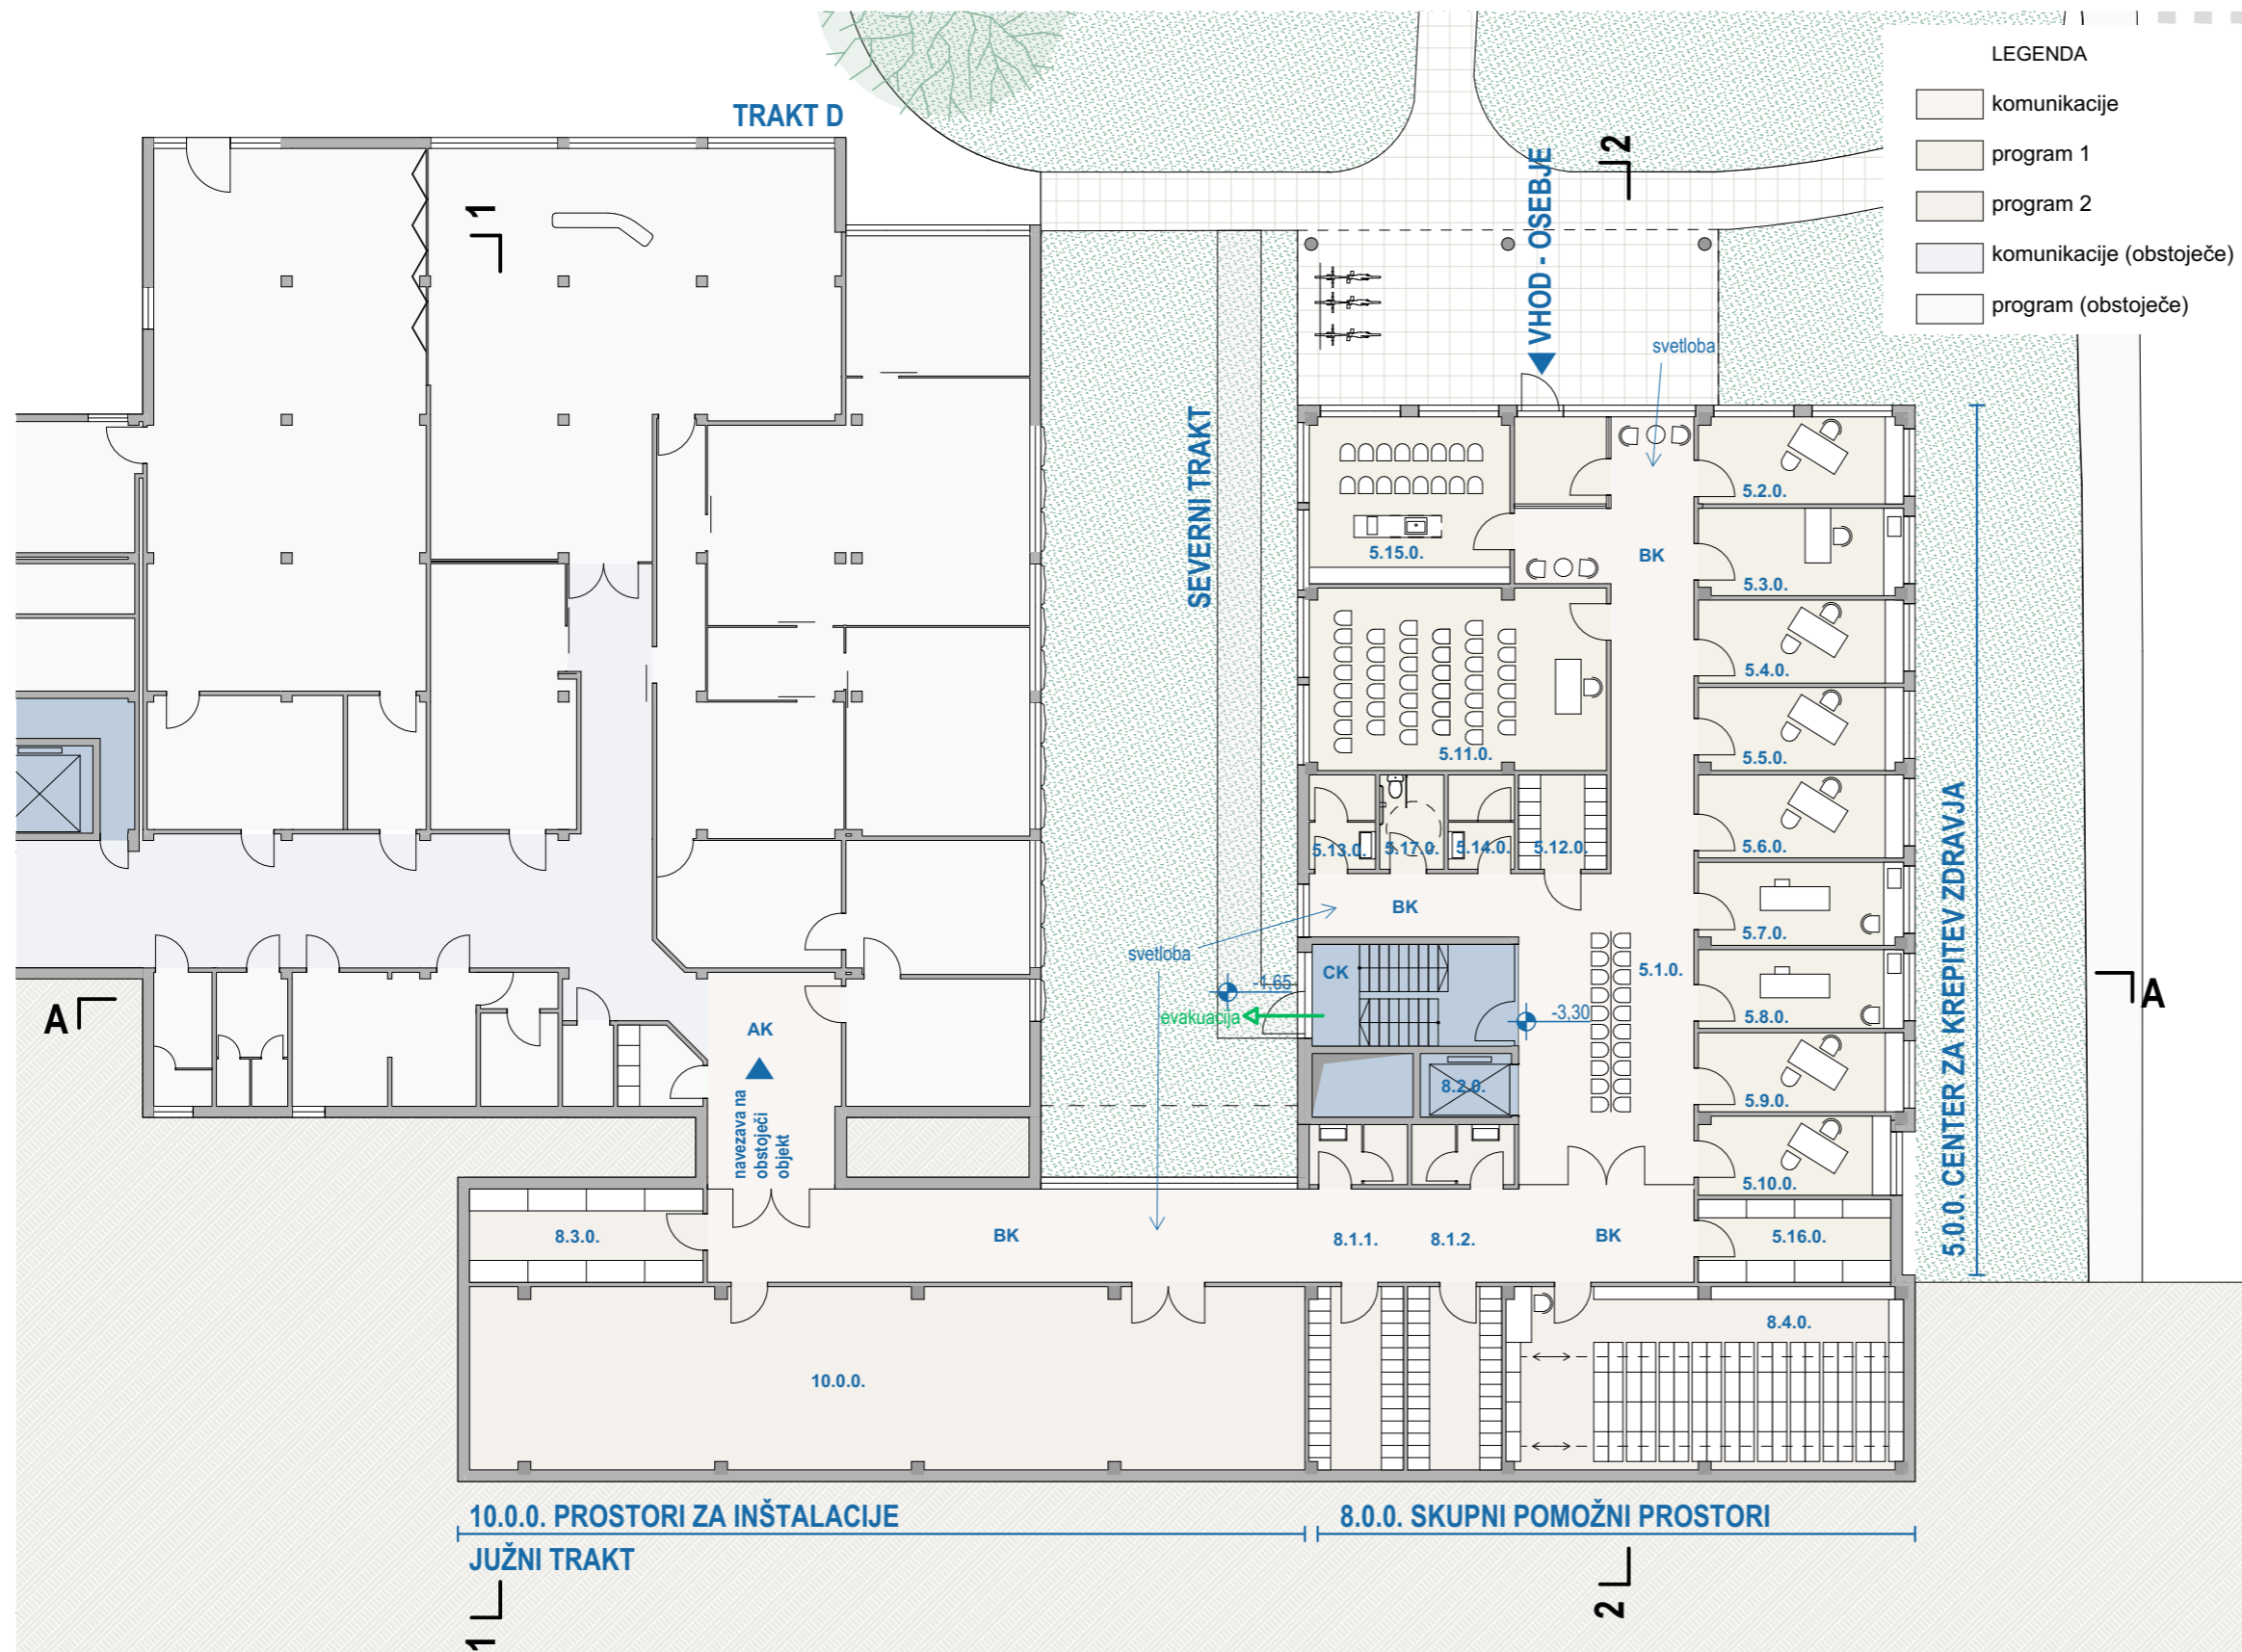 LEGENDA
komunikacije
program 1
program 2
komunikacije (obstoječe)
program (obstoječe)
TRAKT D
1
2
VHOD - OSEBJE
svetloba
SEVERNI TRAKT
5.2.0.
5.15.0.
BK
5.3.0.
5.4.0.
5.11.0.
5.5.0.
5.13.0.
5.17.0.
5.14.0.
5.12.0.
5.6.0.
BK
5.7.0.
svetloba
CK
5.1.0.
-1,65
evakuacija
-3,30
5.8.0.
A
A
AK
navezava na
obstoječi
objekt
8.2.0.
5.9.0.
5.10.0.
5.0.0. CENTER ZA KREPITEV ZDRAVJA
8.3.0.
BK
8.1.1.
8.1.2.
BK
5.16.0.
8.4.0.
10.0.0.
10.0.0. PROSTORI ZA INŠTALACIJE
8.0.0. SKUPNI POMOŽNI PROSTORI
JUŽNI TRAKT
1
2